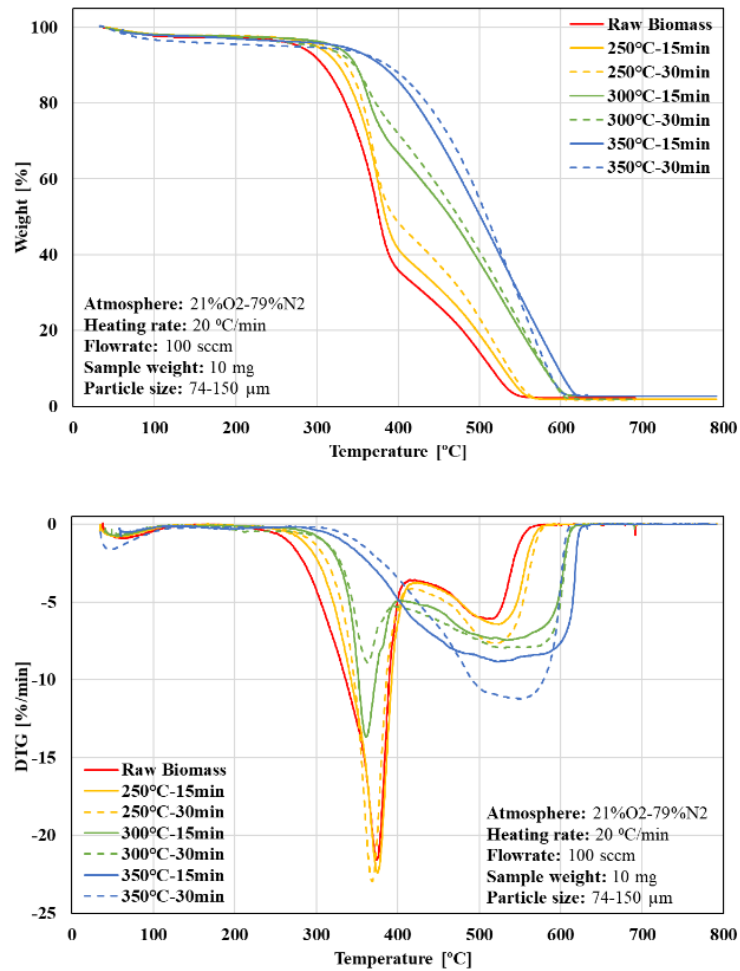 100
80
60
40
20
0
Weight [%]
Raw Biomass
250°C-15min
250°C-30min
300°C-15min
300°C-30min
350°C-15min
350°C-30min
Atmosphere: 21%O2-79%N2
Heating rate: 20 ºC/min
Flowrate: 100 sccm
Sample weight: 10 mg
Particle size: 74-150 µm
0 100 200 300 400 500 600 700 800
Temperature [ºC]
0
-5
-10
-15
-20
-25
DTG [%/min]
Raw Biomass
250°C-15min
250°C-30min
300°C-15min
300°C-30min
350°C-15min
350°C-30min
Atmosphere: 21%O2-79%N2
Heating rate: 20 ºC/min
Flowrate: 100 sccm
Sample weight: 10 mg
Particle size: 74-150 µm
0 100 200 300 400 500 600 700 800
Temperature [ºC]